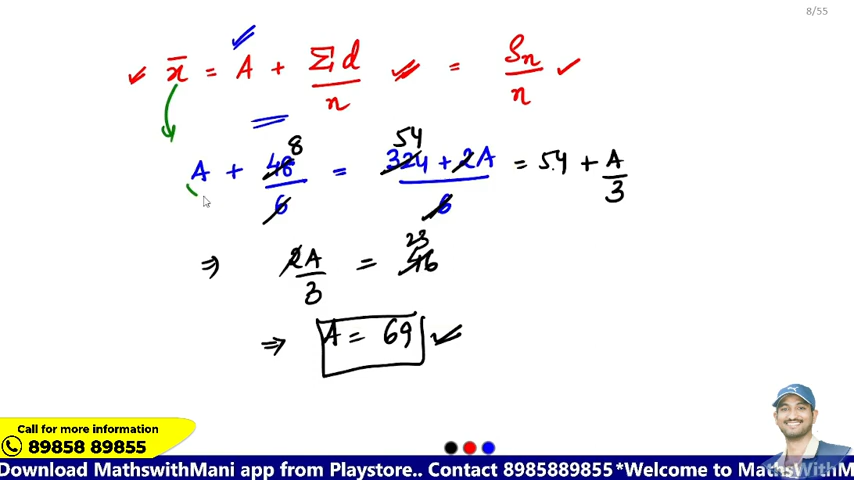 8/55
✓ x̄ = A + Σd/n ✓ = Sn/n ✓
8 54
A + 48/6 = 324 + 2A/6 = 54 + A/3
23
⇒ 2A/3 = 46
⇒ A = 69 ✓
Call for more information
89858 89855
Download MathswithMani app from Playstore.. Contact 8985889855 *Welcome to MathsWithM